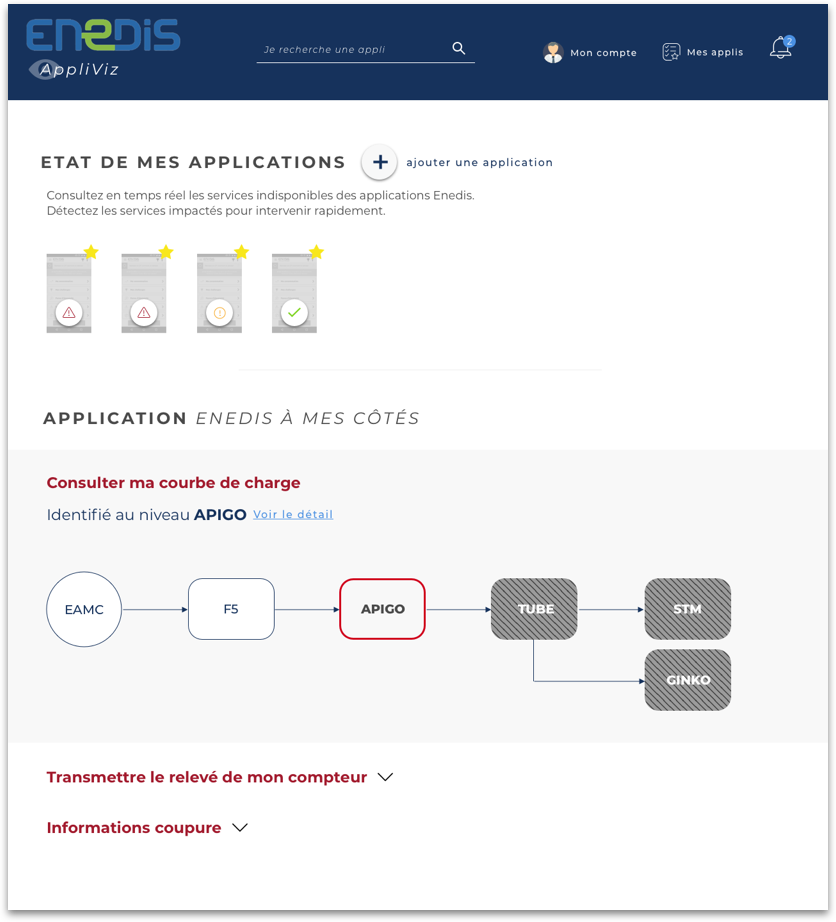 ENEDIS
AppliViz
Je recherche une appli
Mon compte
Mes applis
2
ETAT DE MES APPLICATIONS
ajouter une application
Consultez en temps réel les services indisponibles des applications Enedis.
Détectez les services impactés pour intervenir rapidement.
APPLICATION ENEDIS À MES CÔTÉS
Consulter ma courbe de charge
Identifié au niveau APIGO Voir le détail
EAMC
F5
APIGO
TUBE
STM
GINKO
Transmettre le relevé de mon compteur
Informations coupure